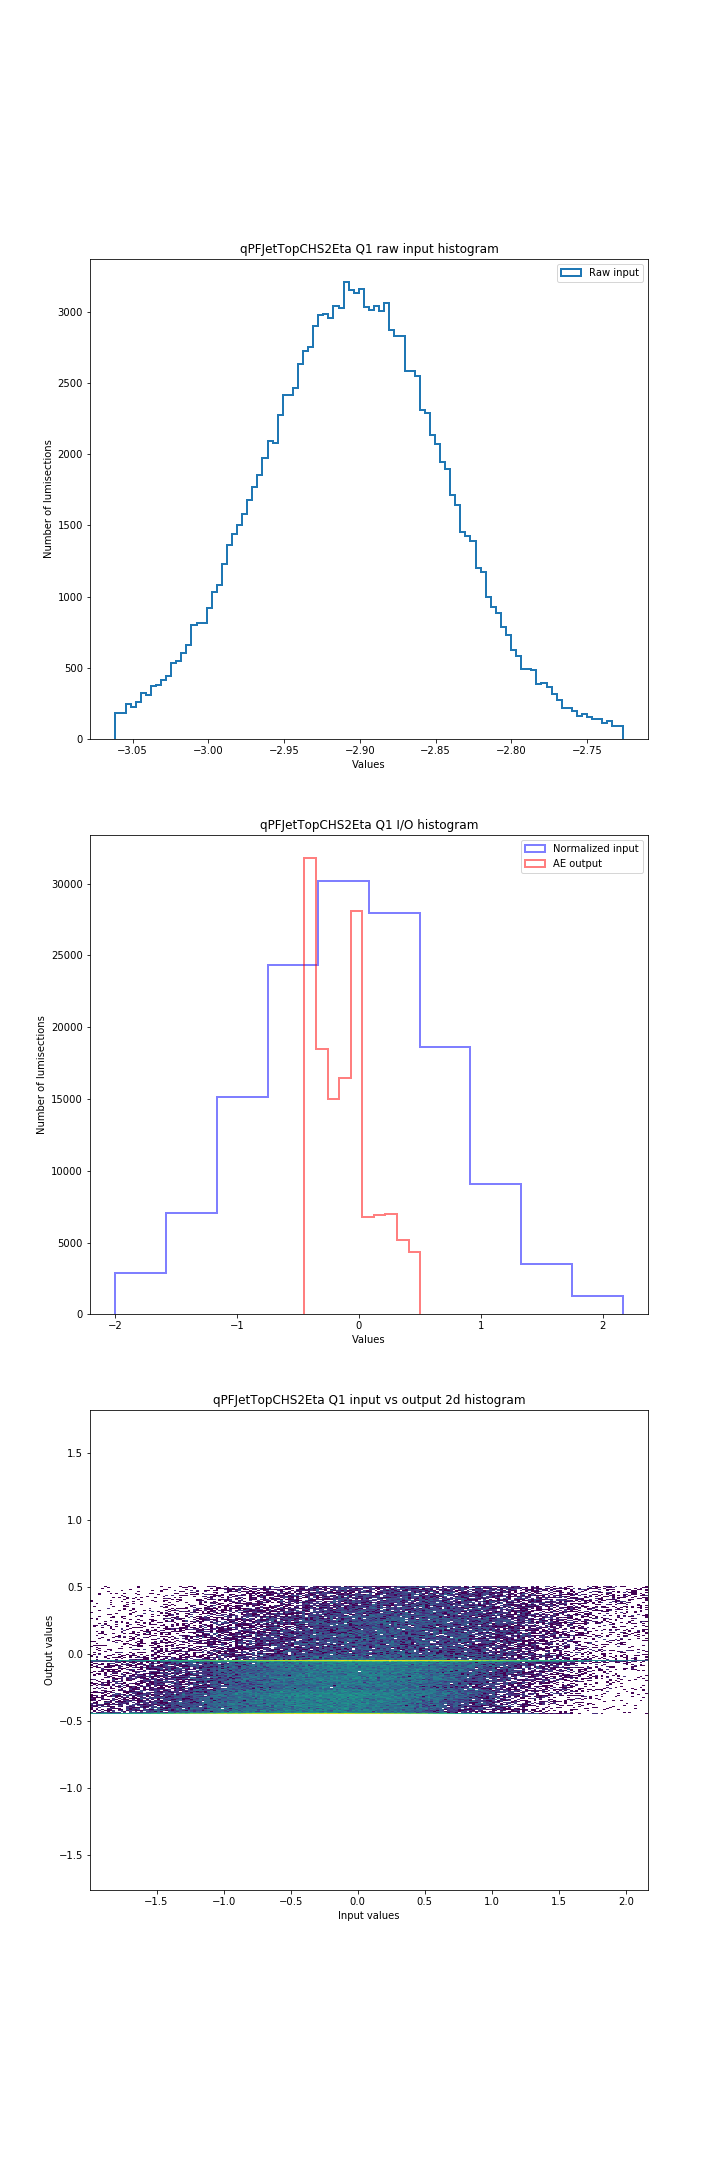 qPFJetTopCHS2Eta Q1 raw input histogram
Raw input
3000
2500
2000
1500
1000
500
0
Number of lumisections
−3.05 −3.00 −2.95 −2.90 −2.85 −2.80 −2.75
Values
qPFJetTopCHS2Eta Q1 I/O histogram
Normalized input
AE output
30000
25000
20000
15000
10000
5000
0
Number of lumisections
−2 −1 0 1 2
Values
qPFJetTopCHS2Eta Q1 input vs output 2d histogram
1.5
1.0
0.5
0.0
−0.5
−1.0
−1.5
Output values
−1.5 −1.0 −0.5 0.0 0.5 1.0 1.5 2.0
Input values